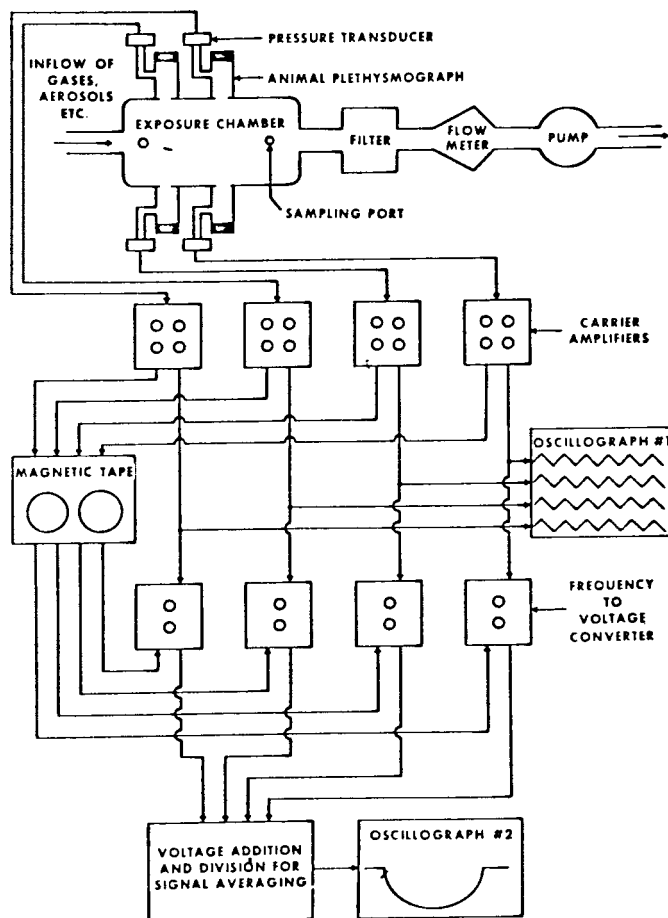 PRESSURE TRANSDUCER
INFLOW OF
GASES,
AEROSOLS
ETC.
ANIMAL PLETHYSMOGRAPH
EXPOSURE CHAMBER
FILTER
FLOW
METER
PUMP
SAMPLING PORT
CARRIER
AMPLIFIERS
OSCILLOGRAPH #1
MAGNETIC TAPE
FREQUENCY
TO
VOLTAGE
CONVERTER
VOLTAGE ADDITION
AND DIVISION FOR
SIGNAL AVERAGING
OSCILLOGRAPH #2